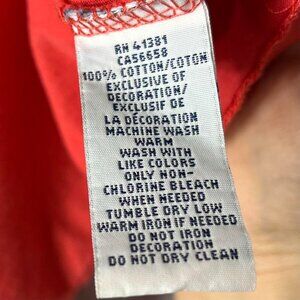 RN 41381
CA56658
100% COTTON/COTON
EXCLUSIVE OF
DECORATION/
EXCLUSIF DE
LA DÉCORATION
MACHINE WASH
WARM
WASH WITH
LIKE COLORS
ONLY NON-
CHLORINE BLEACH
WHEN NEEDED
TUMBLE DRY LOW
WARM IRON IF NEEDED
DO NOT IRON
DECORATION
DO NOT DRY CLEAN